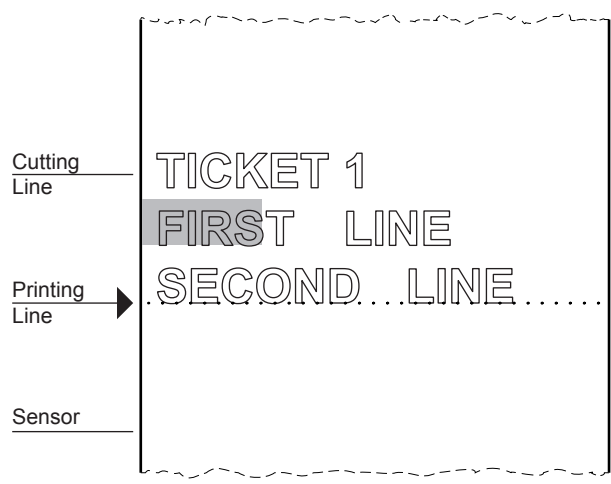 Cutting
Line
TICKET 1
FIRST LINE
SECOND LINE
Printing
Line
Sensor